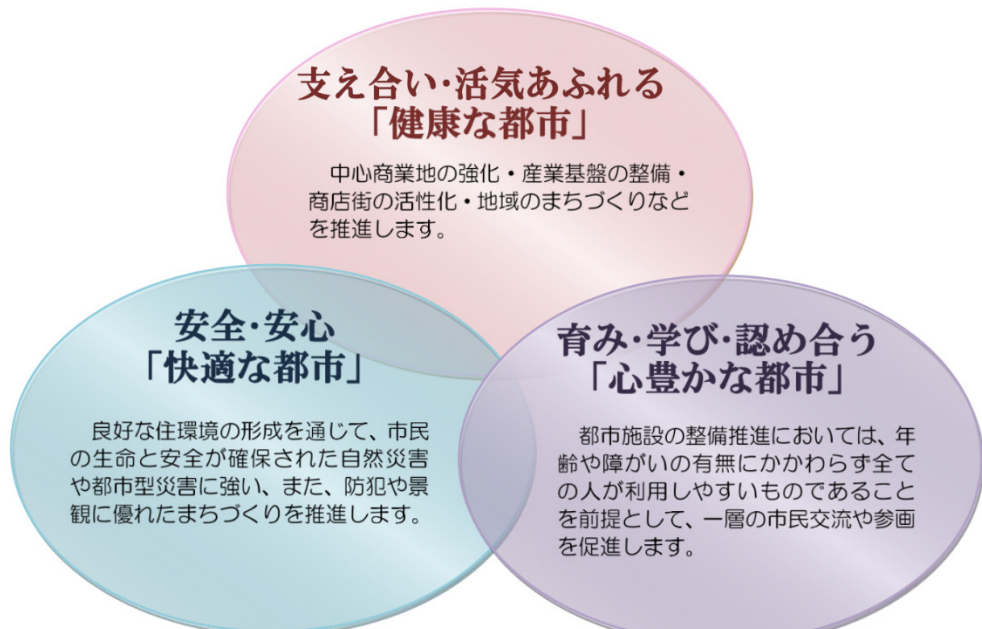 支え合い・活気あふれる
「健康な都市」
中心商業地の強化・産業基盤の整備・
商店街の活性化・地域のまちづくりなど
を推進します。
安全・安心
「快適な都市」
良好な住環境の形成を通じて、市民
の生命と安全が確保された自然災害
や都市型災害に強い、また、防犯や景
観に優れたまちづくりを推進します。
育み・学び・認め合う
「心豊かな都市」
都市施設の整備推進においては、年
齢や障がいの有無にかかわらず全て
の人が利用しやすいものであること
を前提として、一層の市民交流や参画
を促進します。